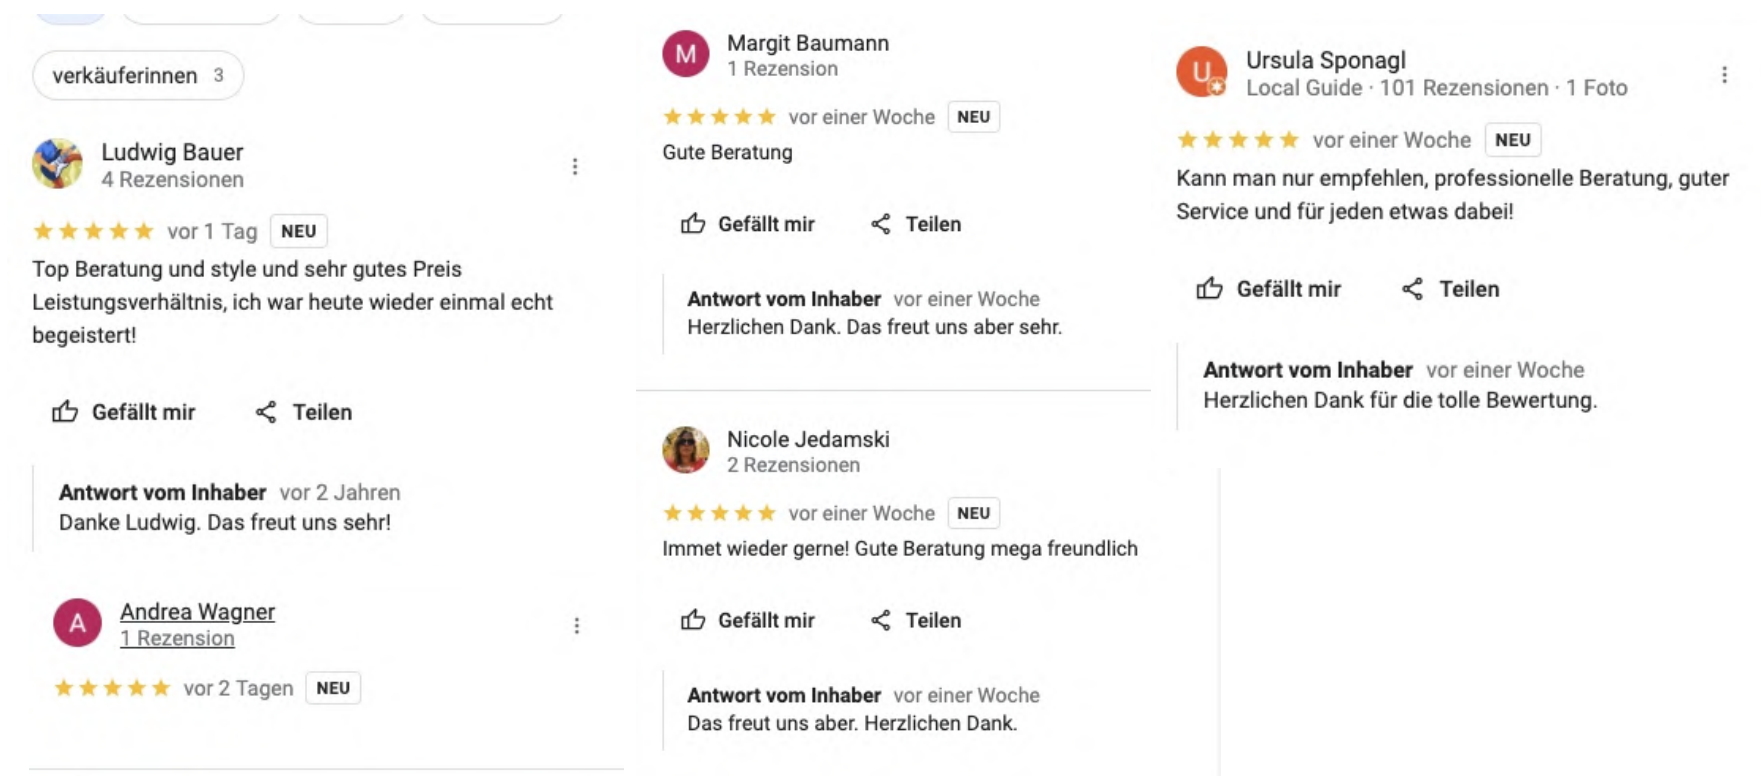 verkäuferinnen 3
Ludwig Bauer
4 Rezensionen
vor 1 Tag NEU
Top Beratung und style und sehr gutes Preis
Leistungsverhältnis, ich war heute wieder einmal echt
begeistert!
Gefällt mir Teilen
Antwort vom Inhaber vor 2 Jahren
Danke Ludwig. Das freut uns sehr!
A
Andrea Wagner
1 Rezension
vor 2 Tagen NEU
M
Margit Baumann
1 Rezension
vor einer Woche NEU
Gute Beratung
Gefällt mir Teilen
Antwort vom Inhaber vor einer Woche
Herzlichen Dank. Das freut uns aber sehr.
Nicole Jedamski
2 Rezensionen
vor einer Woche NEU
Immet wieder gerne! Gute Beratung mega freundlich
Gefällt mir Teilen
Antwort vom Inhaber vor einer Woche
Das freut uns aber. Herzlichen Dank.
U
Ursula Sponagl
Local Guide · 101 Rezensionen · 1 Foto
vor einer Woche NEU
Kann man nur empfehlen, professionelle Beratung, guter
Service und für jeden etwas dabei!
Gefällt mir Teilen
Antwort vom Inhaber vor einer Woche
Herzlichen Dank für die tolle Bewertung.